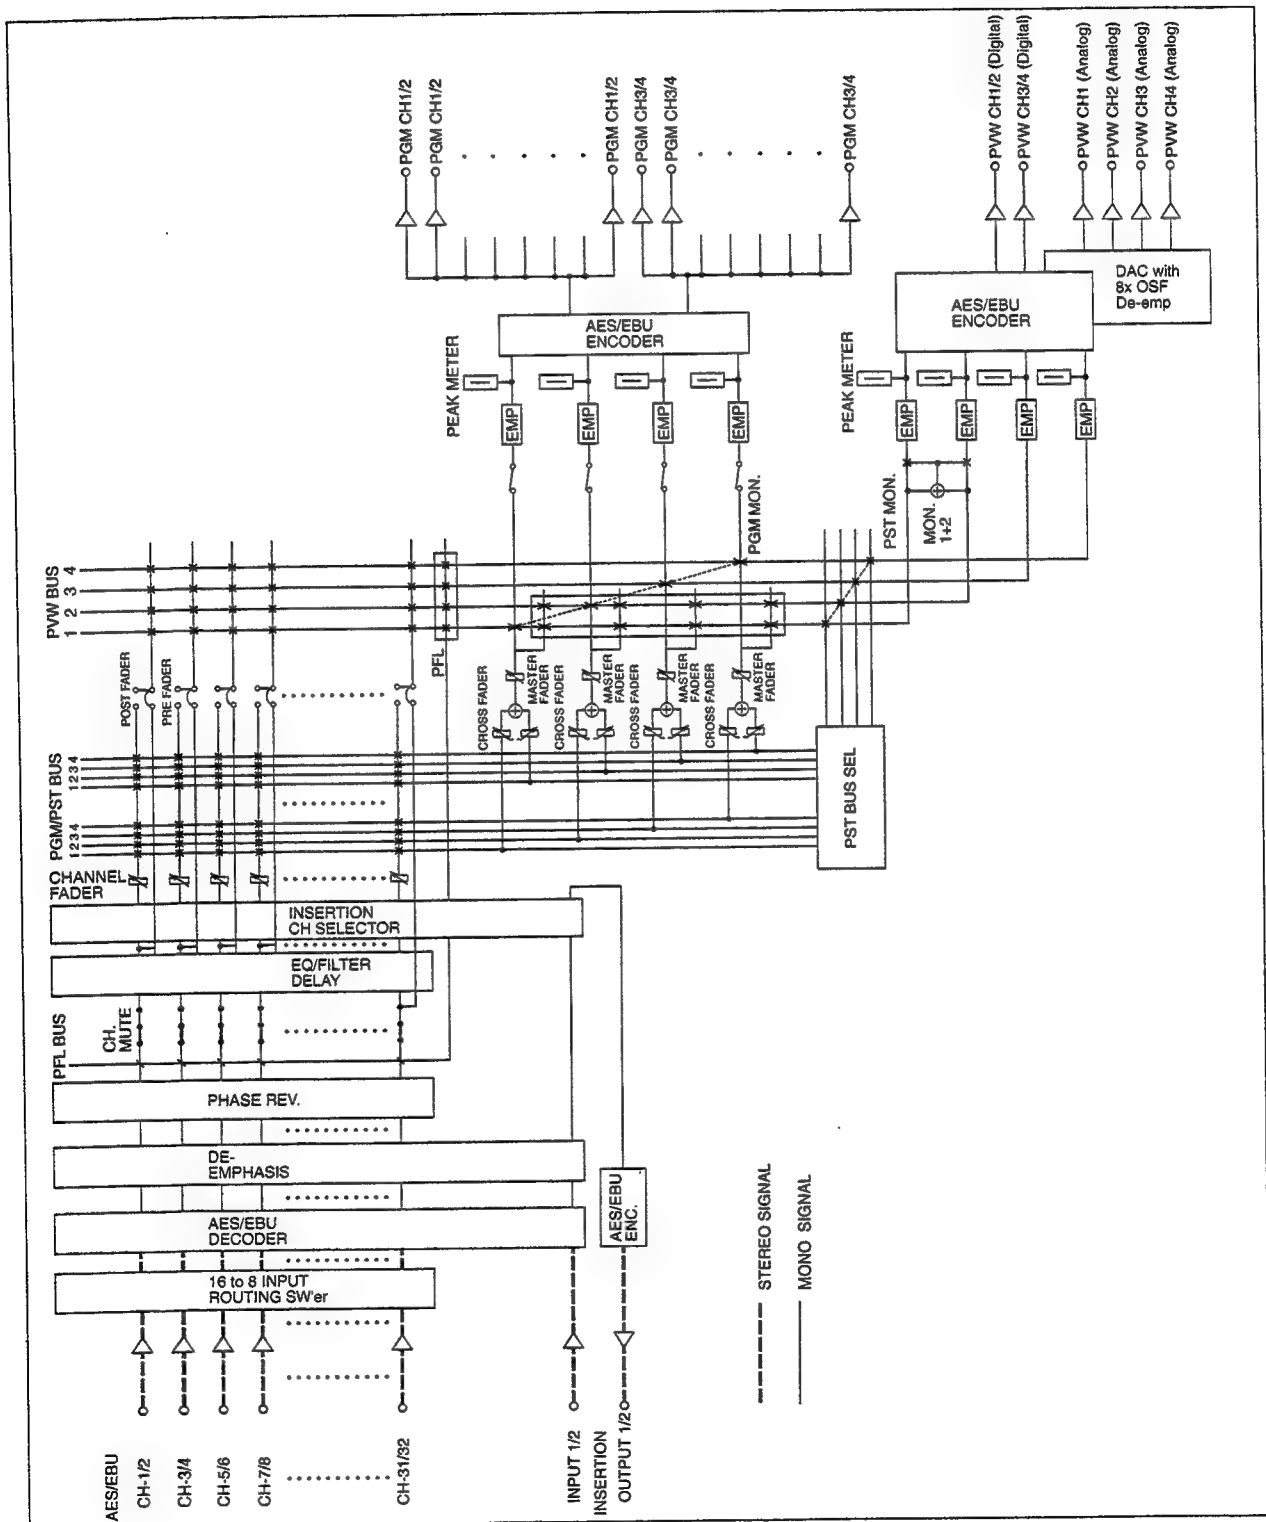 PGM CH1/2
PGM CH1/2
PGM CH1/2
PGM CH3/4
PGM CH3/4
PGM CH3/4
PVW CH1/2 (Digital)
PVW CH3/4 (Digital)
PVW CH1 (Analog)
PVW CH2 (Analog)
PVW CH3 (Analog)
PVW CH4 (Analog)
DAC with
8x OSF
De-emp
AES/EBU
ENCODER
AES/EBU
ENCODER
PEAK METER
EMP
EMP
EMP
EMP
PEAK METER
EMP
EMP
EMP
EMP
PGM MON.
PST MON.
MON.
1+2
PVW BUS
1
2
3
4
PFL
POST FADER
PRE FADER
CROSS FADER
MASTER
FADER
CROSS FADER
MASTER
FADER
CROSS FADER
MASTER
FADER
CROSS FADER
MASTER
FADER
PGM/PST BUS
1 2 3 4
1 2 3 4
PST BUS SEL
CHANNEL
FADER
INSERTION
CH SELECTOR
EQ/FILTER
DELAY
CH.
MUTE
PFL BUS
PHASE REV.
DE-
EMPHASIS
AES/EBU
DECODER
AES/EBU
ENC.
16 to 8 INPUT
ROUTING SW'er
AES/EBU
CH-1/2
CH-3/4
CH-5/6
CH-7/8
CH-31/32
INPUT 1/2
INSERTION
OUTPUT 1/2
STEREO SIGNAL
MONO SIGNAL